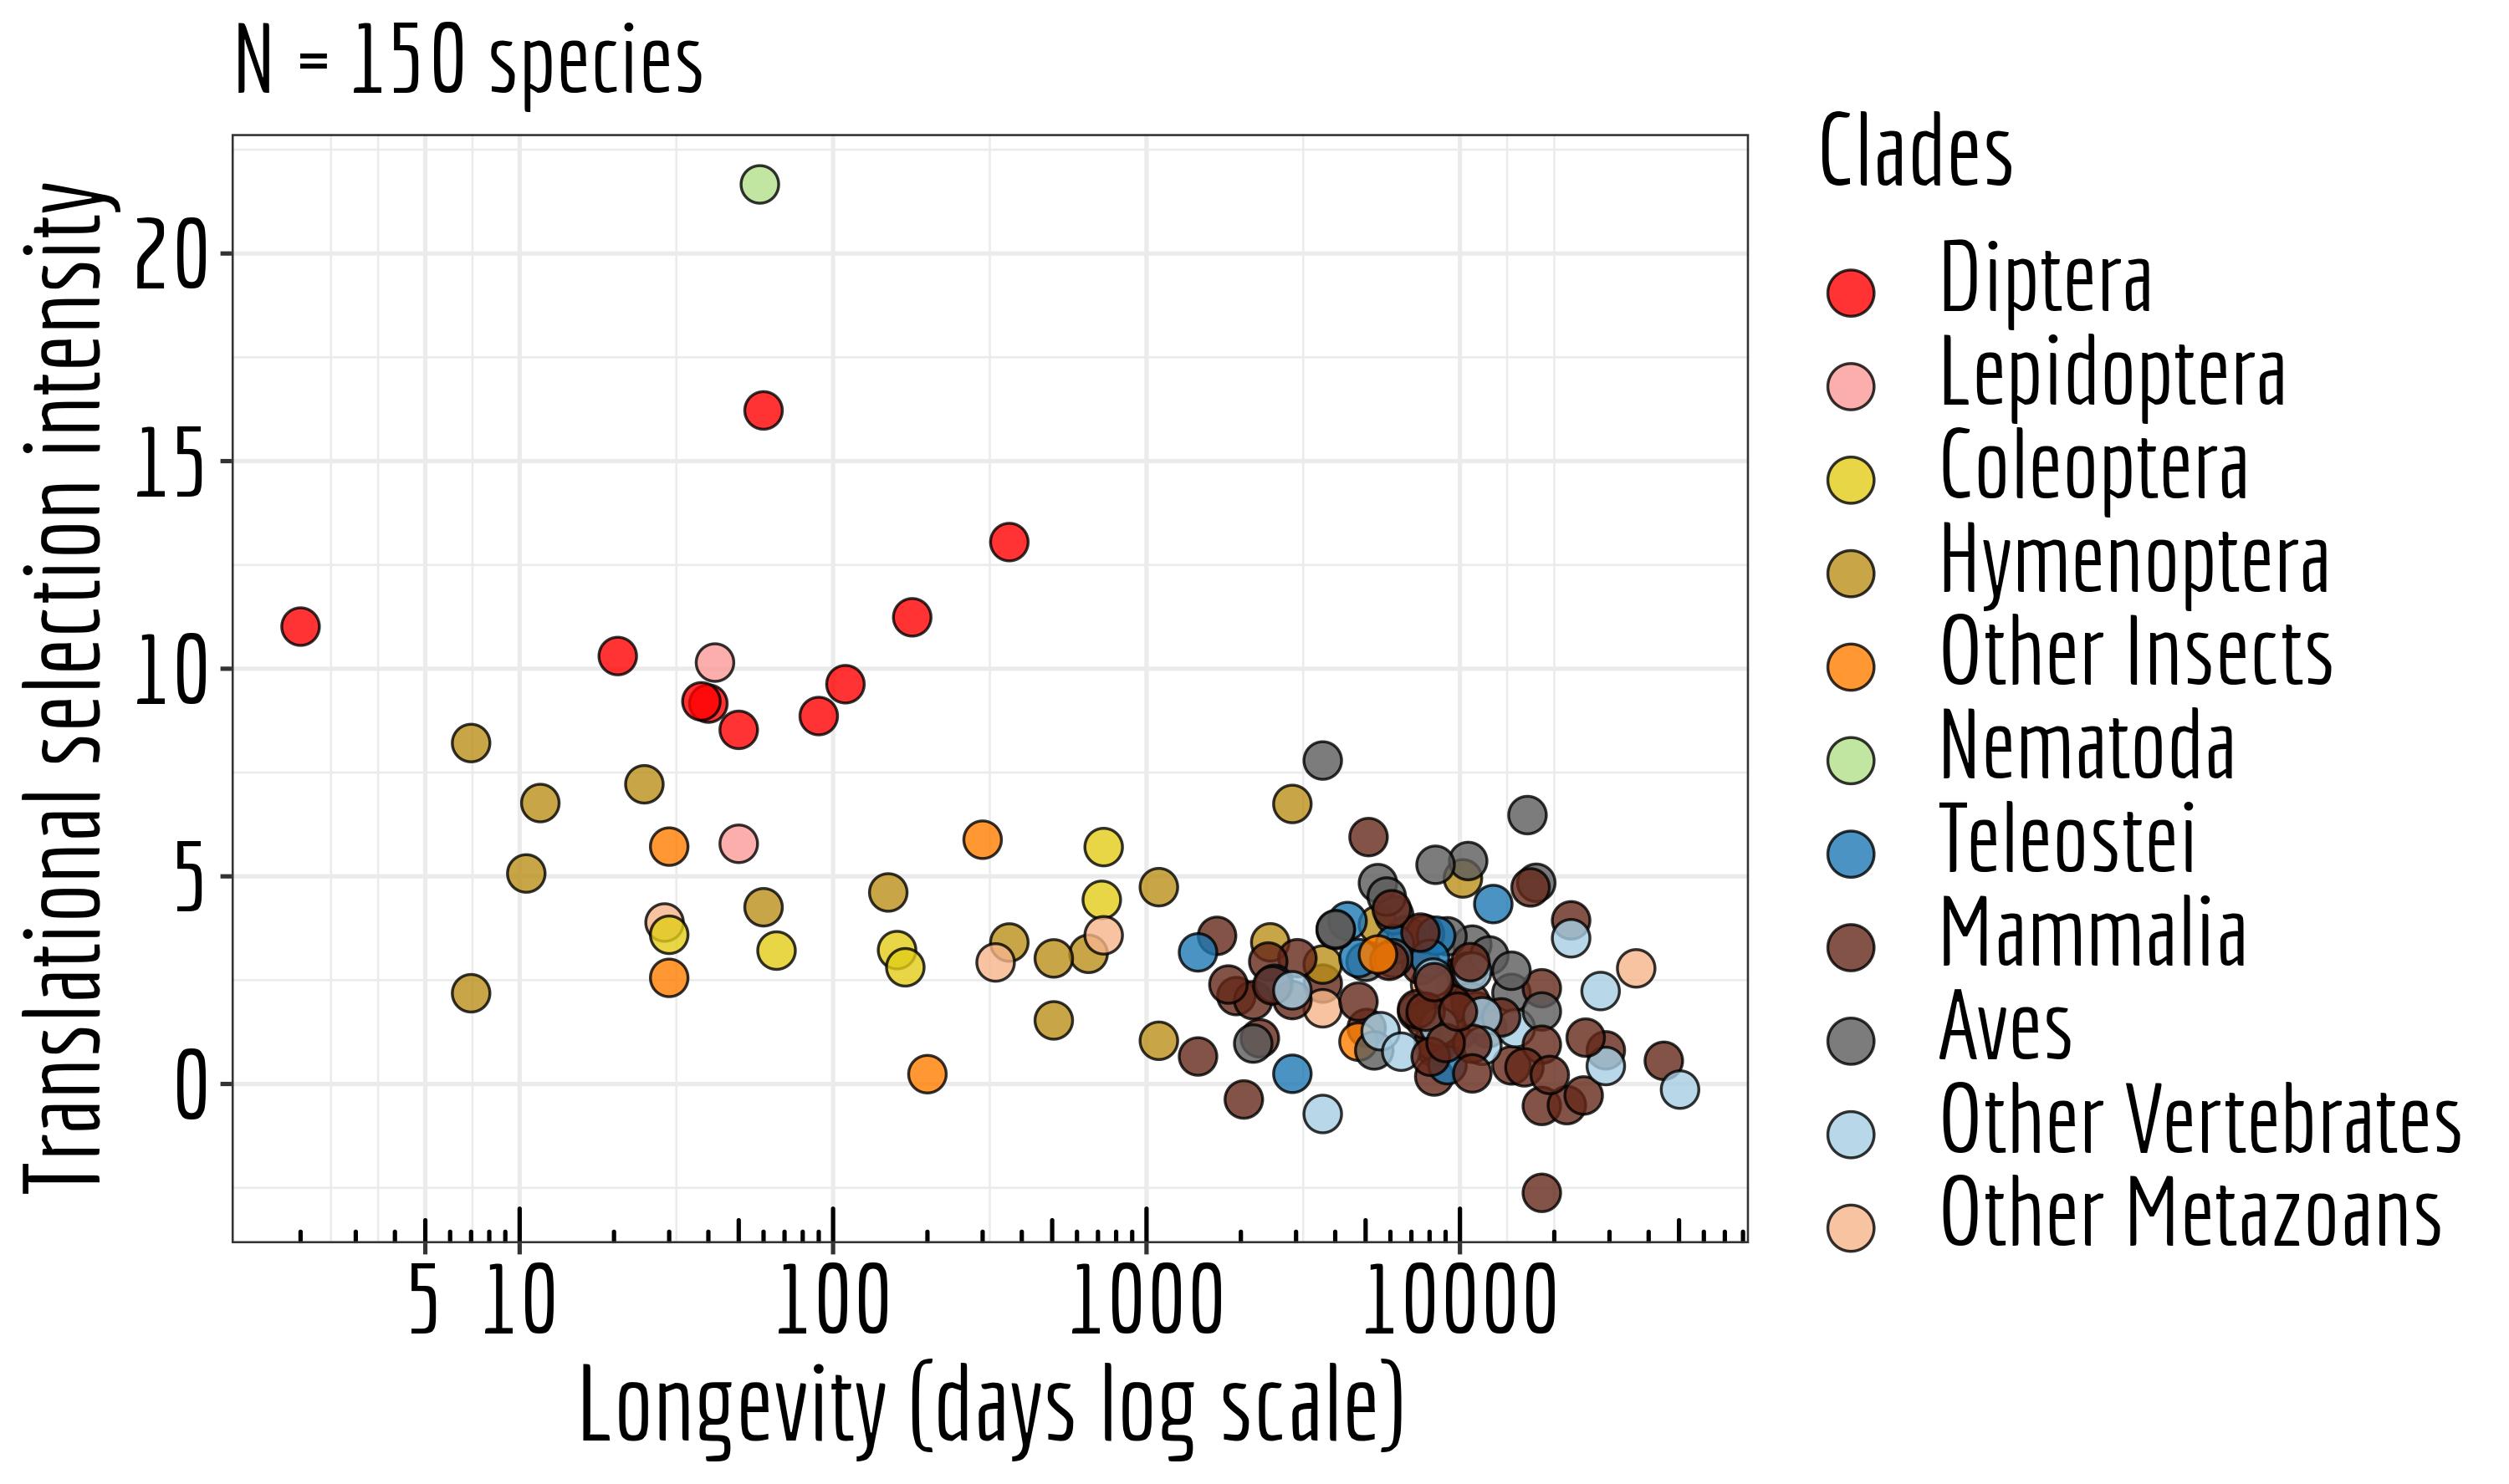 N = 150 species
Translational selection intensity
20
15
10
5
0
5 10 100 1000 10000
Longevity (days log scale)
Clades
Diptera
Lepidoptera
Coleoptera
Hymenoptera
Other Insects
Nematoda
Teleostei
Mammalia
Aves
Other Vertebrates
Other Metazoans